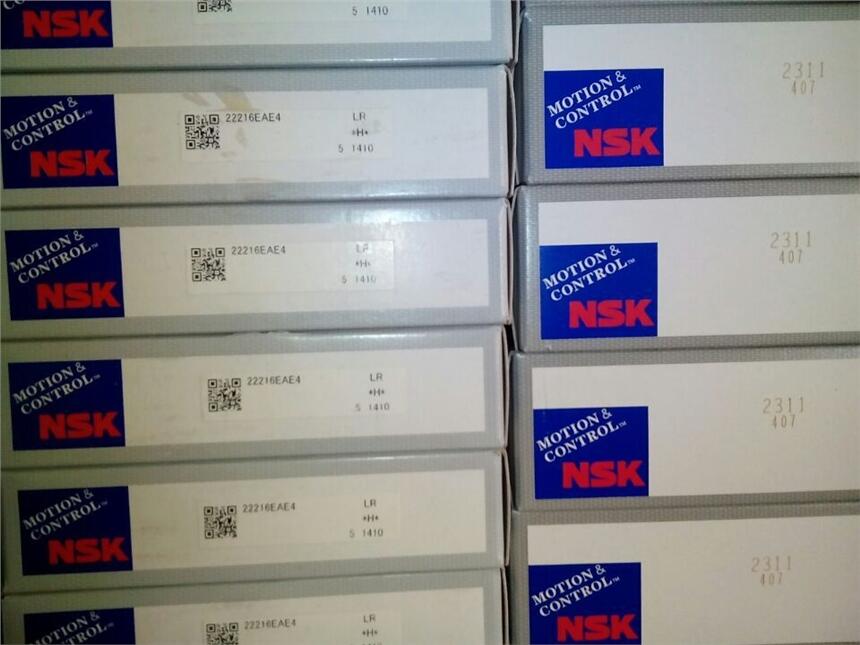 NSK
5 1410
MOTION &
CONTROL™
NSK
22216EAE4
LR
*H*
5 1410
MOTION &
CONTROL™
NSK
22216EAE4
LR
*H*
5 1410
MOTION &
CONTROL™
NSK
22216EAE4
LR
*H*
5 1410
MOTION &
CONTROL™
NSK
22216EAE4
LR
*H*
5 1410
MOTION &
CONTROL™
22216EAE4
LR
*H*
MOTION &
CONTROL™
NSK
2311
407
MOTION &
CONTROL™
NSK
2311
407
MOTION &
CONTROL™
NSK
2311
407
MOTION &
CONTROL™
NSK
2311
407